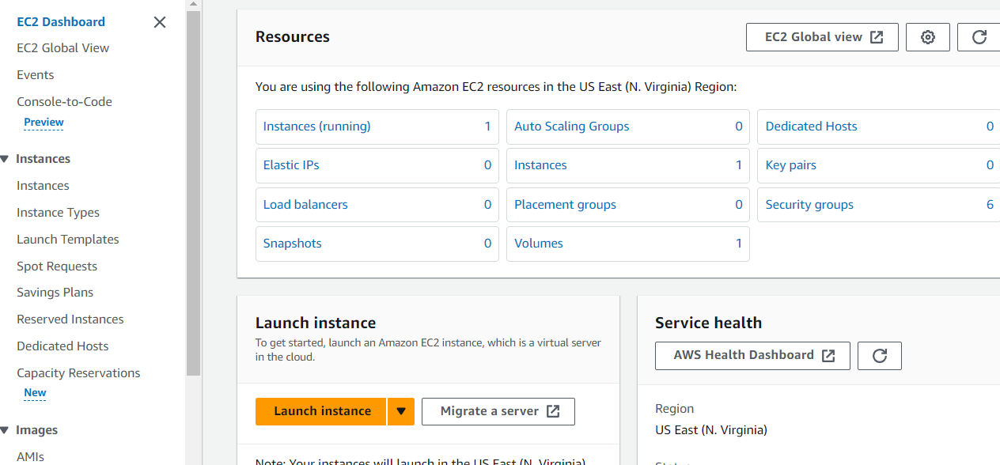 EC2 Dashboard
EC2 Global View
Events
Console-to-Code
Preview
Instances
Instances
Instance Types
Launch Templates
Spot Requests
Savings Plans
Reserved Instances
Dedicated Hosts
Capacity Reservations
New
Images
AMIs
Resources
EC2 Global view
You are using the following Amazon EC2 resources in the US East (N. Virginia) Region:
Instances (running) 1
Auto Scaling Groups 0
Dedicated Hosts 0
Elastic IPs 0
Instances 1
Key pairs 0
Load balancers 0
Placement groups 0
Security groups 6
Snapshots 0
Volumes 1
Launch instance
To get started, launch an Amazon EC2 instance, which is a virtual server
in the cloud.
Launch instance
Migrate a server
Note: Your instances will launch in the US East (N. Virginia)
Service health
AWS Health Dashboard
Region
US East (N. Virginia)